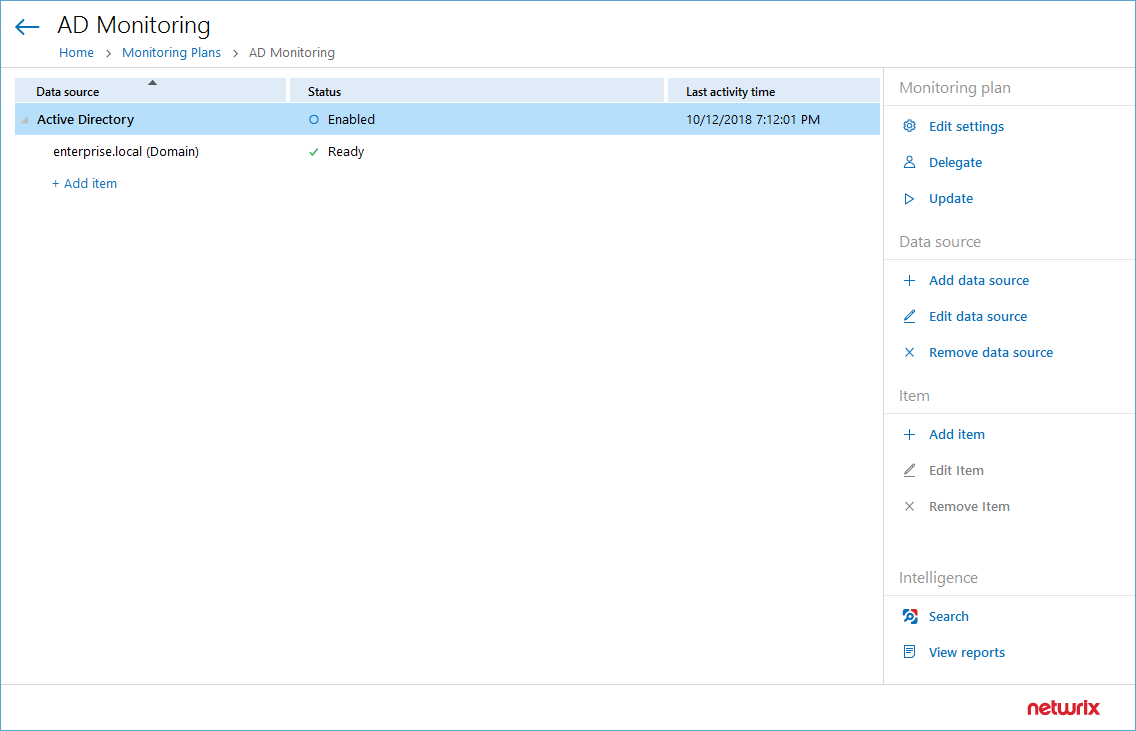 AD Monitoring
Home > Monitoring Plans > AD Monitoring
Data source Status Last activity time
Active Directory Enabled 10/12/2018 7:12:01 PM
enterprise.local (Domain) Ready
+ Add item
Monitoring plan
Edit settings
Delegate
Update
Data source
Add data source
Edit data source
Remove data source
Item
Add item
Edit Item
Remove Item
Intelligence
Search
View reports
netwrix